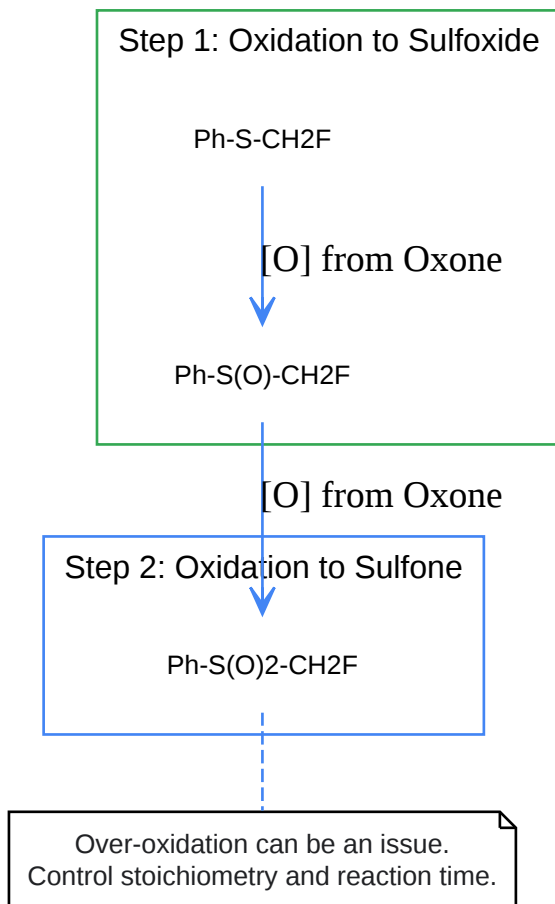 Step 1: Oxidation to Sulfoxide
Ph-S-CH2F
[O] from Oxone
Ph-S(O)-CH2F
[O] from Oxone
Step 2: Oxidation to Sulfone
Ph-S(O)2-CH2F
Over-oxidation can be an issue.
Control stoichiometry and reaction time.